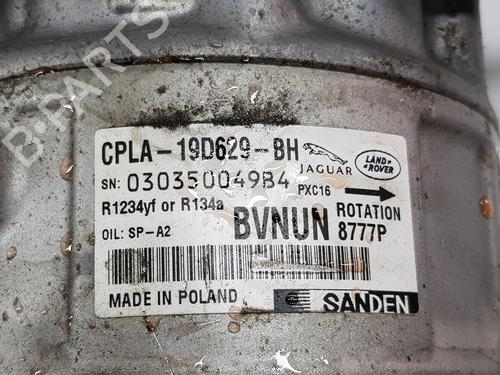 B-PARTS
CPLA-19D629-BH
JAGUAR
LAND ROVER
SN: 030350049B4
PXC16
R1234yf or R134a
BVNUN
ROTATION
OIL: SP-A2
8777P
MADE IN POLAND
SANDEN